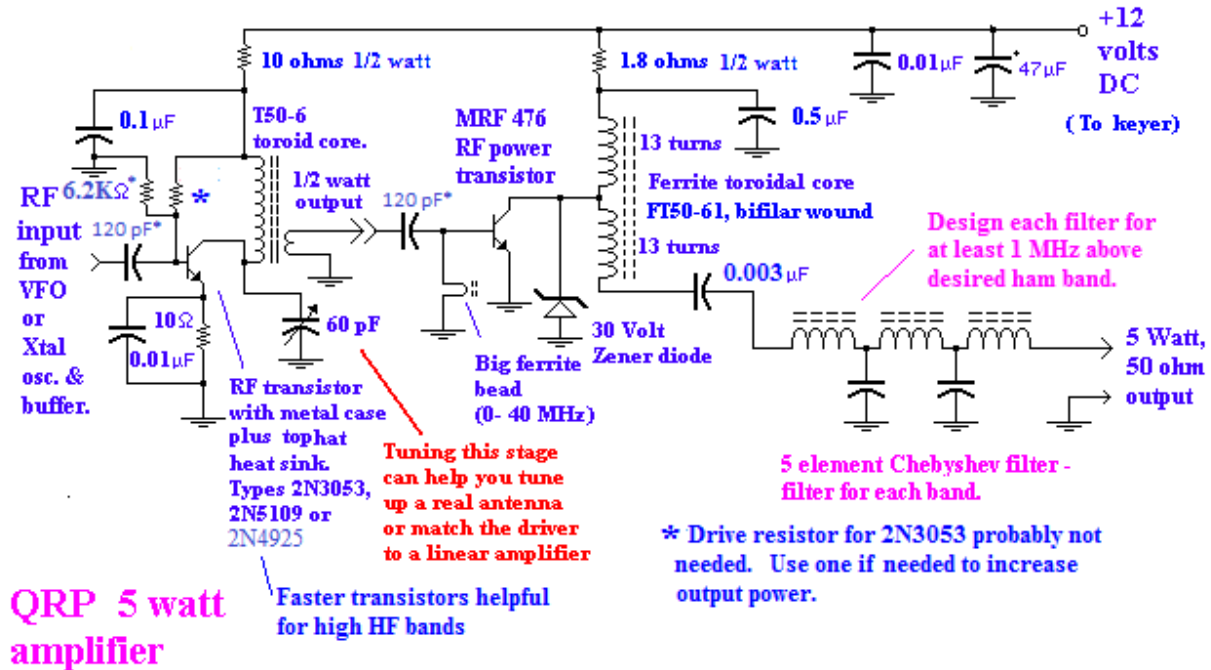 +12
volts
DC
( To keyer)
10 ohms 1/2 watt
1.8 ohms 1/2 watt
0.01µF
47µF
+
0.1µF
T50-6
toroid core.
MRF 476
RF power
transistor
0.5µF
13 turns
1/2 watt
output
Ferrite toroidal core
FT50-61, bifilar wound
13 turns
6.2KΩ*
*
RF
input
from
VFO
or
Xtal
osc. &
buffer.
120 pF*
120 pF*
Design each filter for
at least 1 MHz above
desired ham band.
0.003µF
10Ω
0.01µF
60 pF
30 Volt
Zener diode
Big ferrite
bead
(0- 40 MHz)
5 Watt,
50 ohm
output
RF transistor
with metal case
plus tophat
heat sink.
Types 2N3053,
2N5109 or
2N4925
Tuning this stage
can help you tune
up a real antenna
or match the driver
to a linear amplifier
5 element Chebyshev filter -
filter for each band.
* Drive resistor for 2N3053 probably not
needed. Use one if needed to increase
output power.
Faster transistors helpful
for high HF bands
QRP 5 watt
amplifier